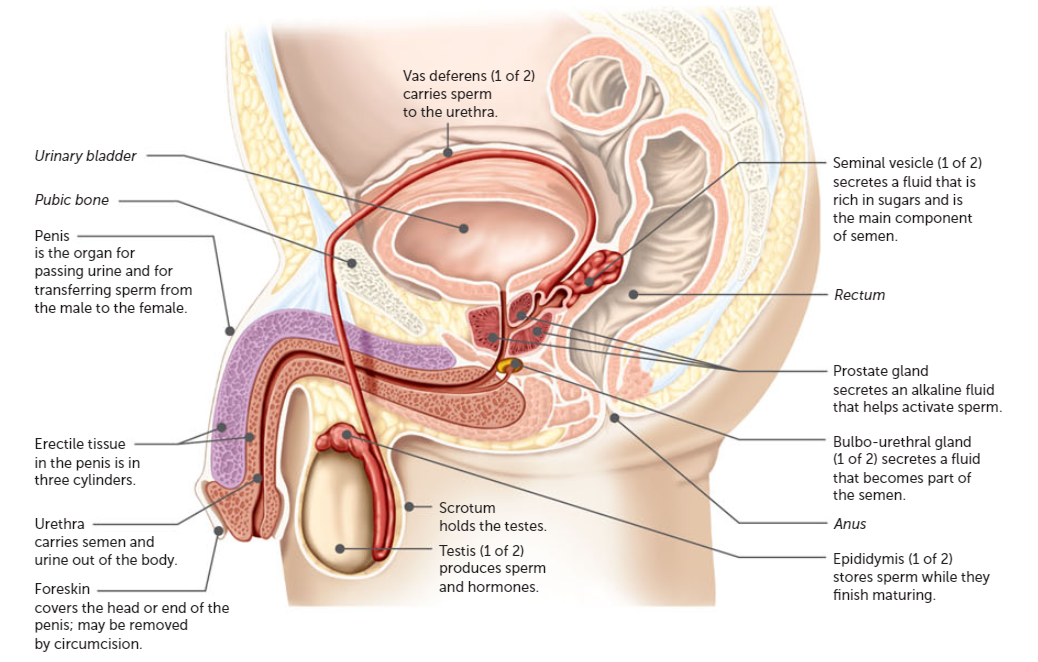 Vas deferens (1 of 2)
carries sperm
to the urethra.
Urinary bladder
Pubic bone
Penis
is the organ for
passing urine and for
transferring sperm from
the male to the female.
Erectile tissue
in the penis is in
three cylinders.
Urethra
carries semen and
urine out of the body.
Foreskin
covers the head or end of the
penis; may be removed
by circumcision.
Scrotum
holds the testes.
Testis (1 of 2)
produces sperm
and hormones.
Seminal vesicle (1 of 2)
secretes a fluid that is
rich in sugars and is
the main component
of semen.
Rectum
Prostate gland
secretes an alkaline fluid
that helps activate sperm.
Bulbo-urethral gland
(1 of 2) secretes a fluid
that becomes part of
the semen.
Anus
Epididymis (1 of 2)
stores sperm while they
finish maturing.